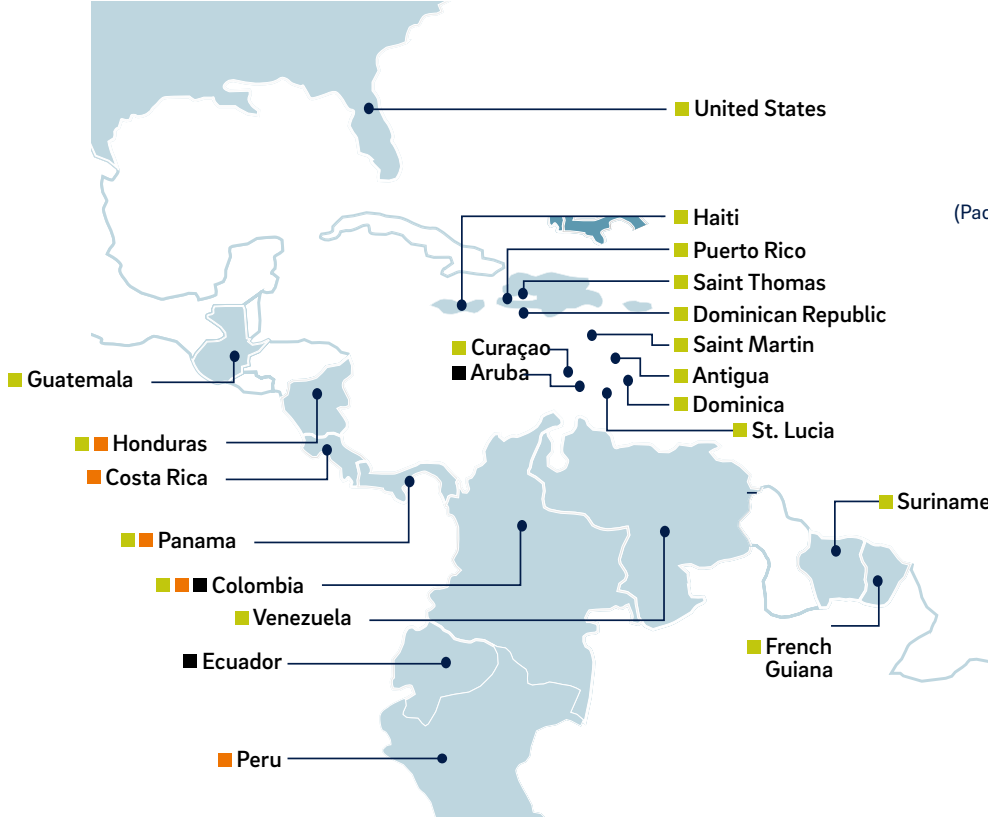 United States
(Pac
Haiti
Puerto Rico
Saint Thomas
Dominican Republic
Saint Martin
Curaçao
Aruba
Antigua
Guatemala
Dominica
St. Lucia
Honduras
Costa Rica
Suriname
Panama
Colombia
Venezuela
French
Guiana
Ecuador
Peru